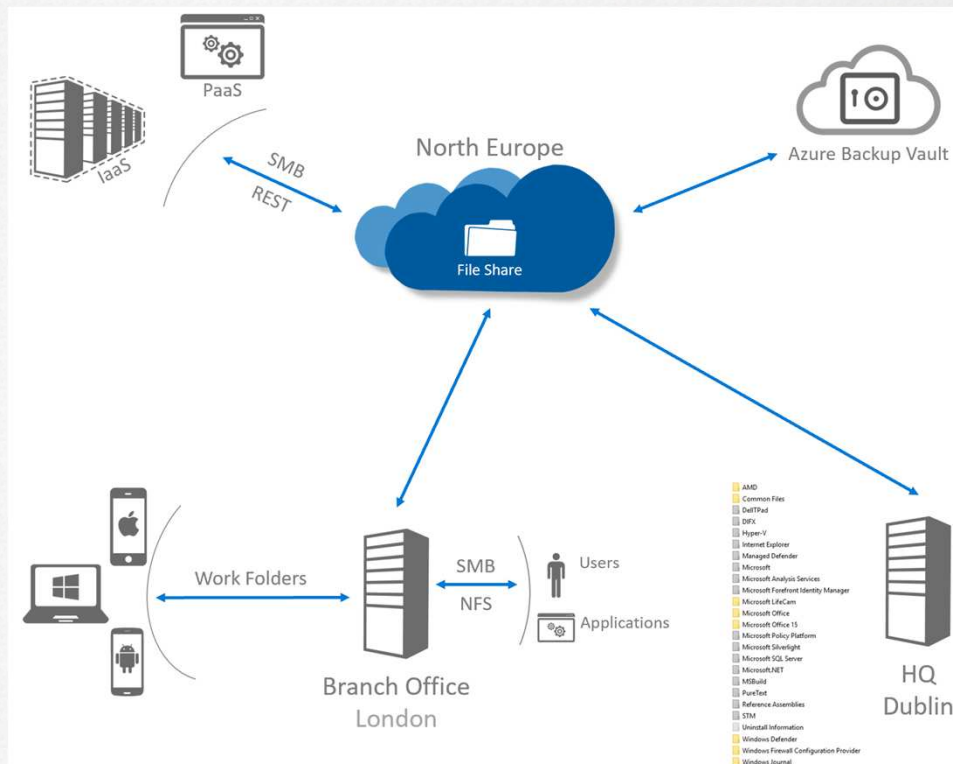 PaaS
IaaS
SMB
REST
North Europe
File Share
Azure Backup Vault
Work Folders
SMB
NFS
Users
Applications
Branch Office
London
AMD
Common Files
DellTPad
DIFX
Hyper-V
Internet Explorer
Managed Defender
Microsoft
Microsoft Analysis Services
Microsoft Forefront Identity Manager
Microsoft LifeCam
Microsoft Office
Microsoft Office 15
Microsoft Policy Platform
Microsoft Silverlight
Microsoft SQL Server
Microsoft.NET
MSBuild
PureText
Reference Assemblies
STM
Uninstall Information
Windows Defender
Windows Firewall Configuration Provider
Windows Journal
HQ
Dublin